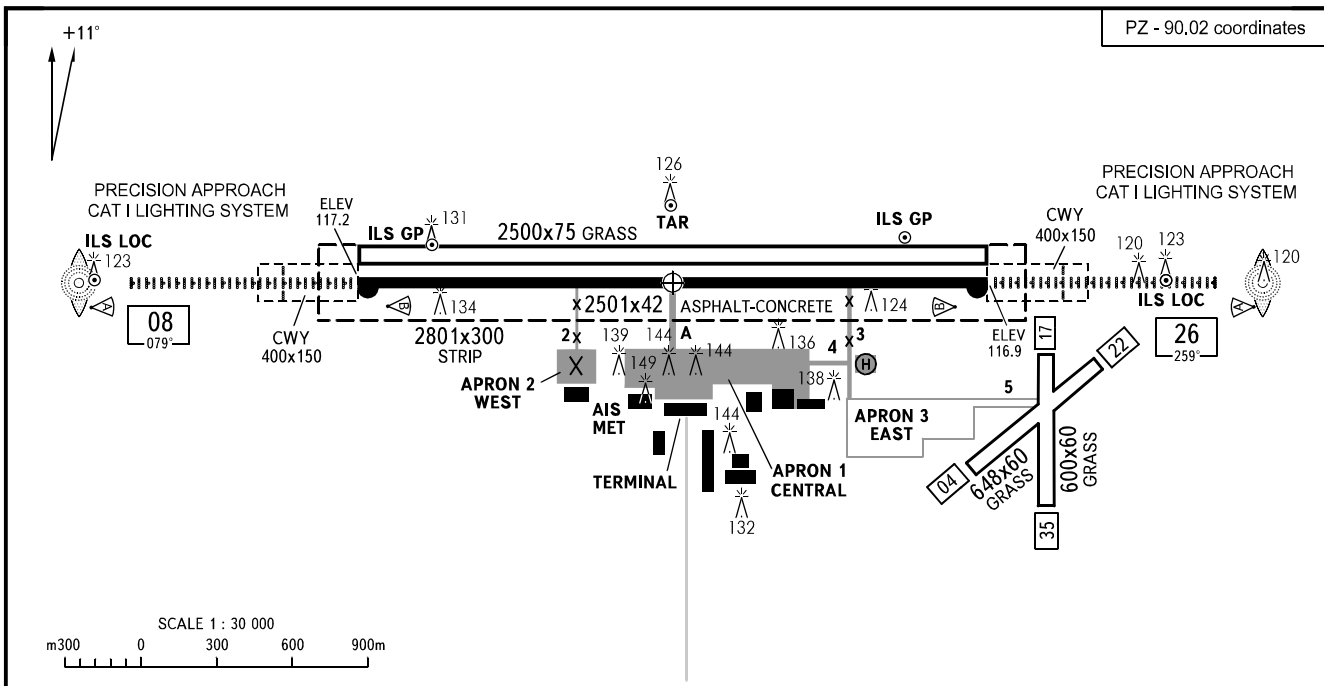 PZ - 90.02 coordinates
+11°
126
TAR
PRECISION APPROACH
CAT I LIGHTING SYSTEM
PRECISION APPROACH
CAT I LIGHTING SYSTEM
ELEV
117.2
ILS GP
131
2500x75 GRASS
ILS GP
CWY
400x150
120
123
120
ILS LOC
123
A
08
079°
CWY
400x150
134
B
2501x42
ASPHALT-CONCRETE
124
B
ILS LOC
A
26
259°
2801x300
STRIP
2
139
144
A
144
136
3
4
ELEV
116.9
17
22
APRON 2
WEST
149
138
H
5
AIS
MET
144
APRON 3
EAST
TERMINAL
APRON 1
CENTRAL
132
04
648x60
GRASS
600x60
GRASS
35
SCALE 1 : 30 000
m300 0 300 600 900m